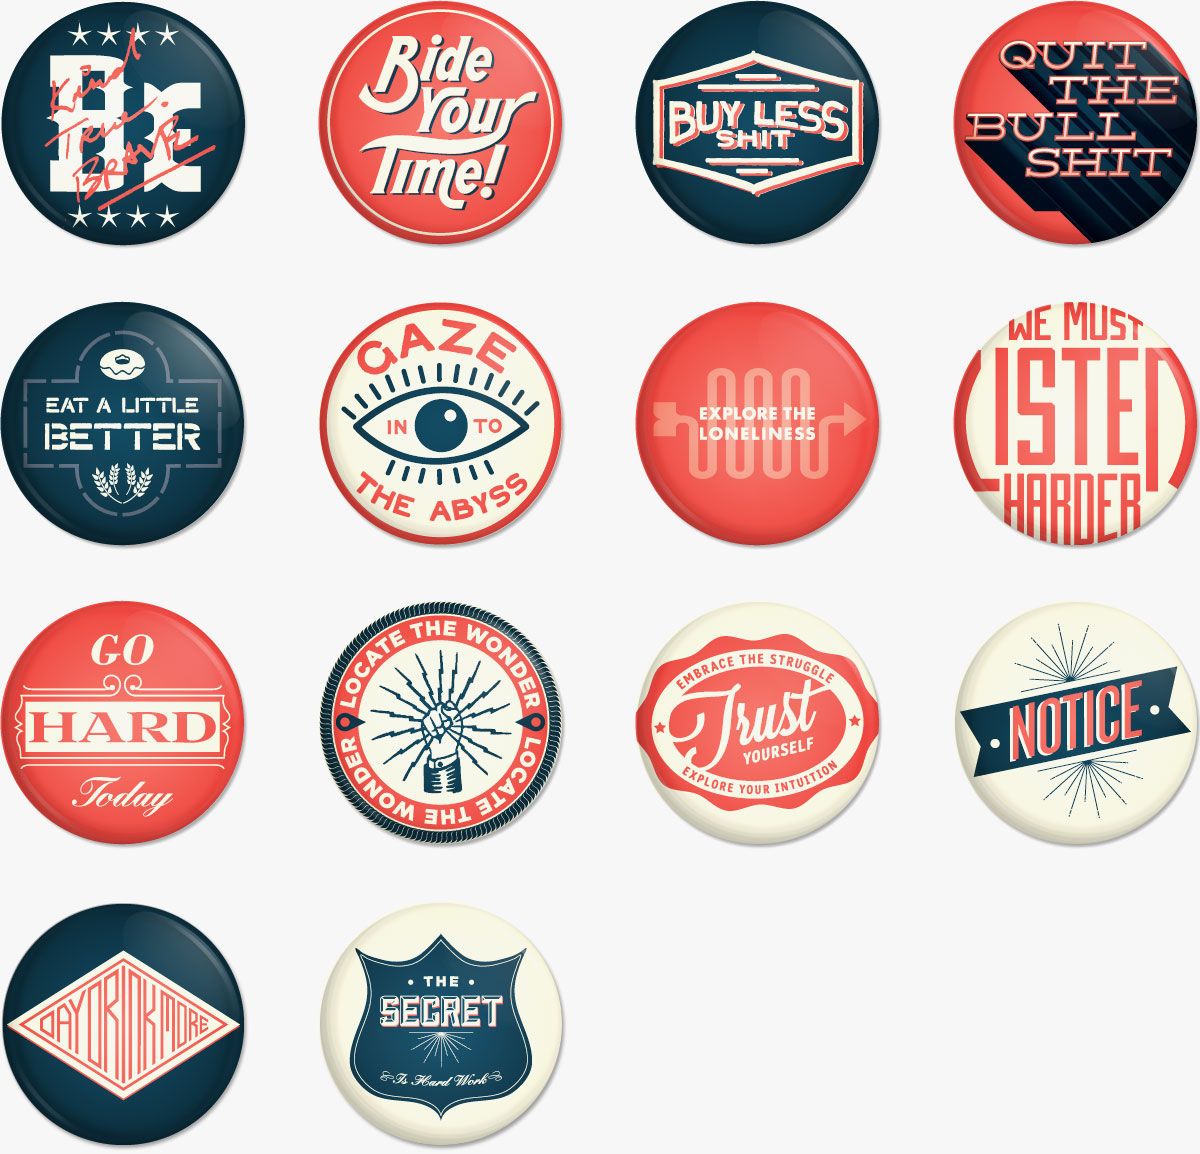 Be
Kind
True.
BRAVE
Ride
Your
Time!
BUY LESS
SHIT
QUIT
THE
BULL
SHIT
EAT A LITTLE
BETTER
GAZE
IN TO
THE ABYSS
EXPLORE THE
LONELINESS
WE MUST
LISTEN
HARDER
GO
HARD
Today
LOCATE THE WONDER
LOCATE THE WONDER
EMBRACE THE STRUGGLE
Trust
YOURSELF
EXPLORE YOUR INTUITION
NOTICE
DAY DRINK MORE
THE
SECRET
Is Hard Work